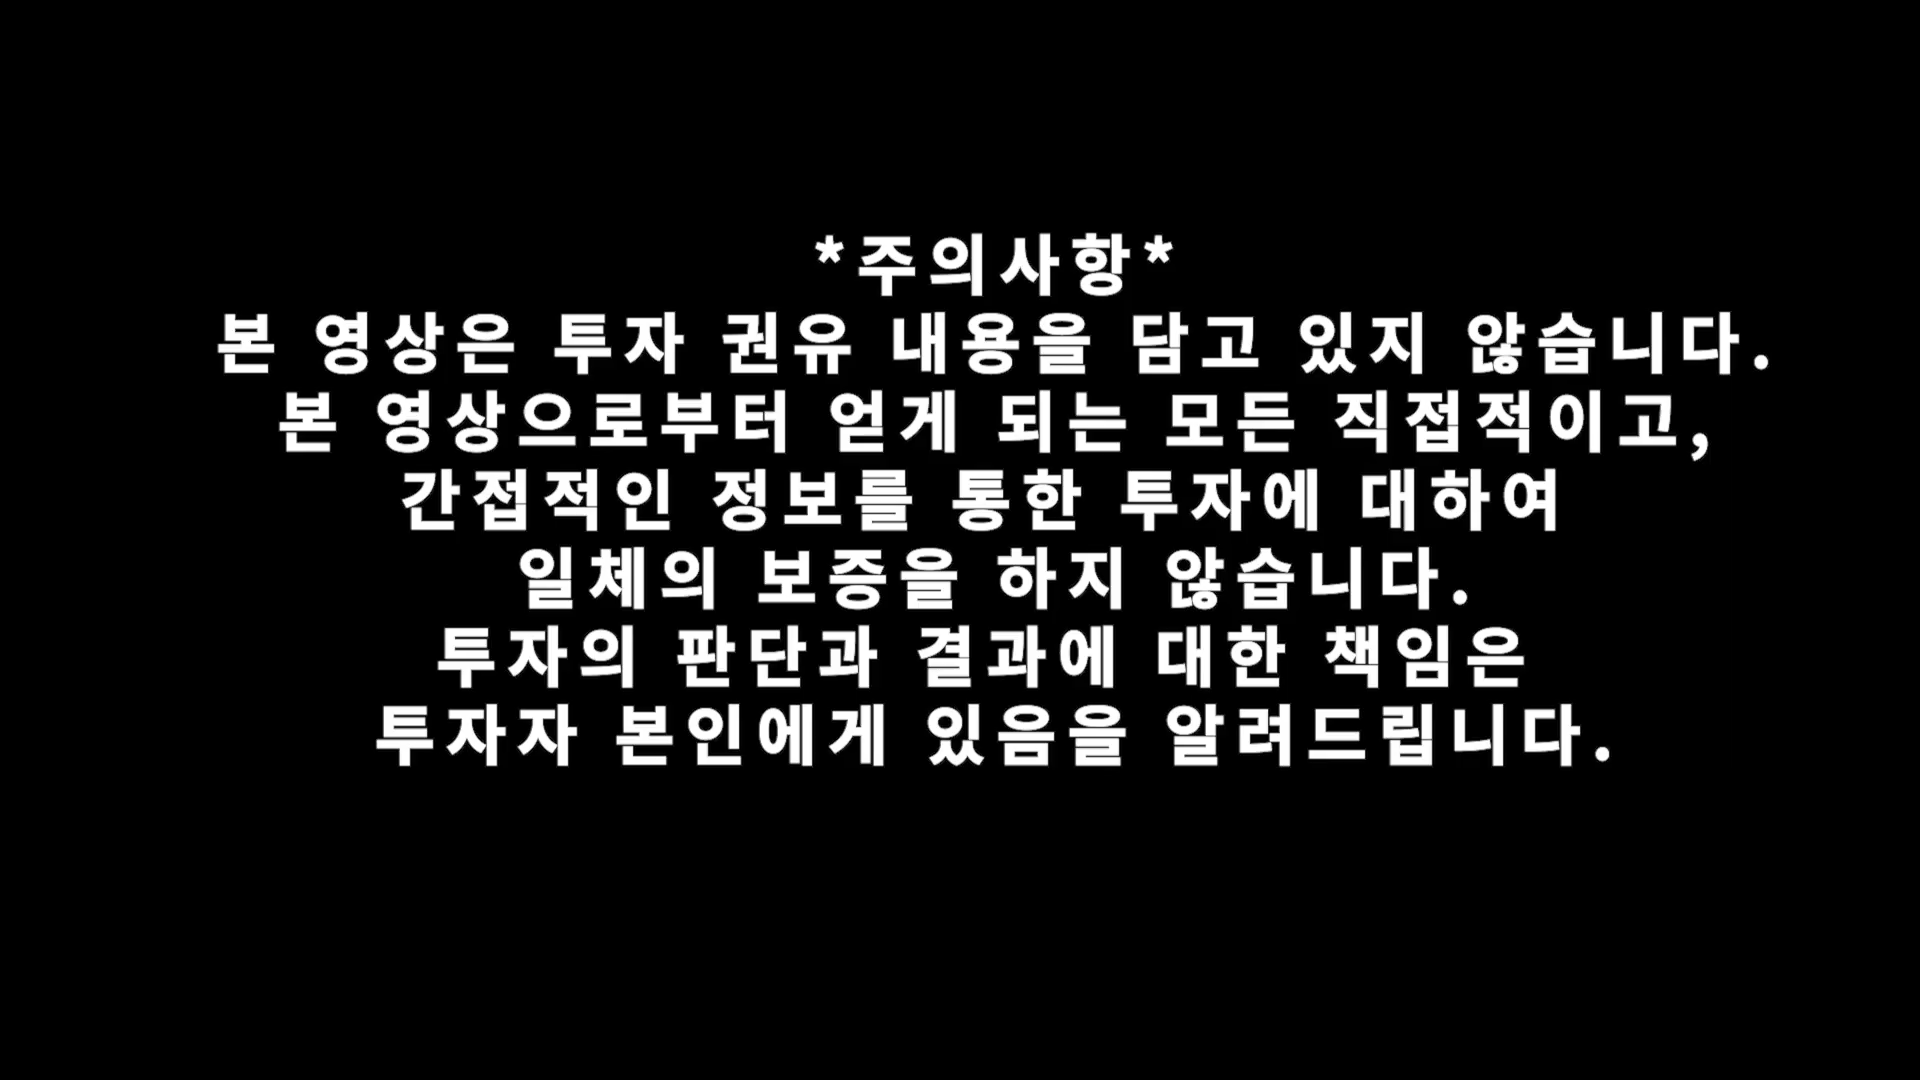 *주의사항*
본 영상은 투자 권유 내용을 담고 있지 않습니다.
본 영상으로부터 얻게 되는 모든 직접적이고,
간접적인 정보를 통한 투자에 대하여
일체의 보증을 하지 않습니다.
투자의 판단과 결과에 대한 책임은
투자자 본인에게 있음을 알려드립니다.